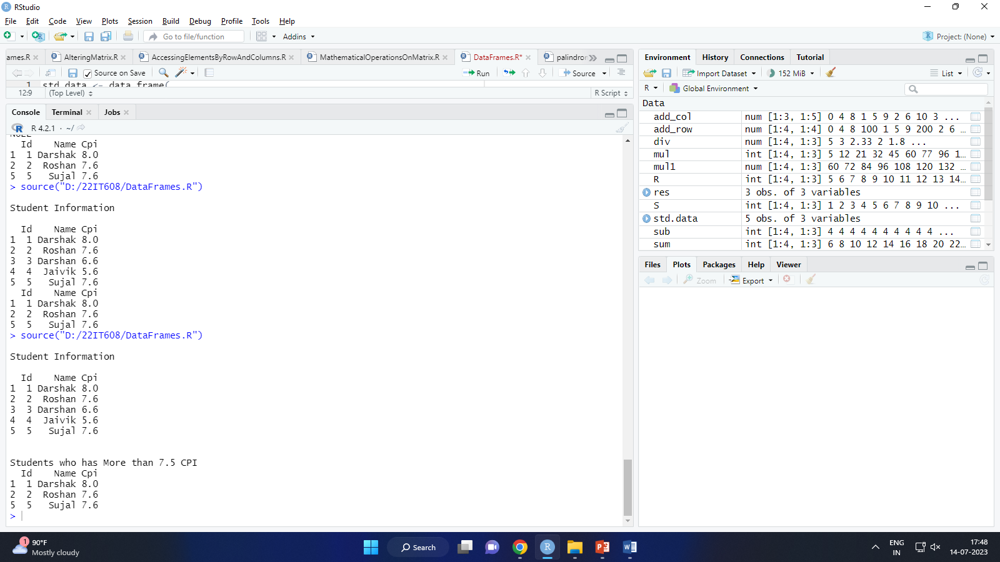 RStudio
File Edit Code View Plots Session Build Debug Profile Tools Help
Go to file/function Addins Project: (None)
ames.R AlteringMatrix.R AccessingElementsByRowAndColumns.R MathematicalOperationsOnMatrix.R DataFrames.R* palindron
Source on Save Run Source
1 std data <- data frame(
12:9 (Top Level) R Script
Console Terminal Jobs
R 4.2.1 · ~/
NULL
Id Name Cpi
1 1 Darshak 8.0
2 2 Roshan 7.6
5 5 Sujal 7.6
> source("D:/22IT608/DataFrames.R")
Student Information
Id Name Cpi
1 1 Darshak 8.0
2 2 Roshan 7.6
3 3 Darshan 6.6
4 4 Jaivik 5.6
5 5 Sujal 7.6
Id Name Cpi
1 1 Darshak 8.0
2 2 Roshan 7.6
5 5 Sujal 7.6
> source("D:/22IT608/DataFrames.R")
Student Information
Id Name Cpi
1 1 Darshak 8.0
2 2 Roshan 7.6
3 3 Darshan 6.6
4 4 Jaivik 5.6
5 5 Sujal 7.6
Students who has More than 7.5 CPI
Id Name Cpi
1 1 Darshak 8.0
2 2 Roshan 7.6
5 5 Sujal 7.6
>
Environment History Connections Tutorial
Import Dataset 152 MiB List
R Global Environment
Data
add_col num [1:3, 1:5] 0 4 8 1 5 9 2 6 10 3 ...
add_row num [1:4, 1:4] 0 4 8 100 1 5 9 200 2 6 …
div num [1:4, 1:3] 5 3 2.33 2 1.8 ...
mul int [1:4, 1:3] 5 12 21 32 45 60 77 96 1…
mul1 num [1:4, 1:3] 60 72 84 96 108 120 132 …
R int [1:4, 1:3] 5 6 7 8 9 10 11 12 13 14…
res 3 obs. of 3 variables
S int [1:4, 1:3] 1 2 3 4 5 6 7 8 9 10 ...
std.data 5 obs. of 3 variables
sub int [1:4, 1:3] 4 4 4 4 4 4 4 4 4 4 ...
sum int [1:4, 1:3] 6 8 10 12 14 16 18 20 22…
Files Plots Packages Help Viewer
Zoom Export
1 90°F
Mostly cloudy
Search
ENG
IN
17:48
14-07-2023